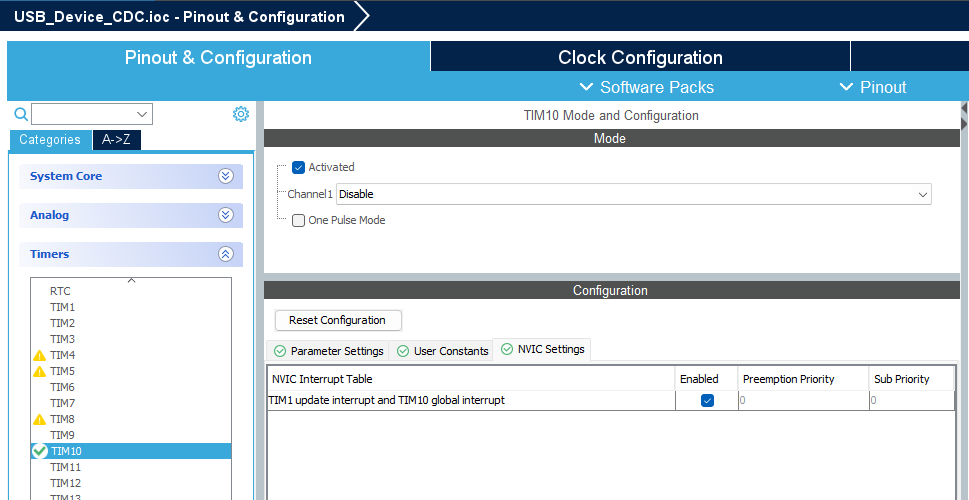 USB_Device_CDC.ioc - Pinout & Configuration
Pinout & Configuration
Clock Configuration
Software Packs
Pinout
Categories
A->Z
System Core
Analog
Timers
RTC
TIM1
TIM2
TIM3
TIM4
TIM5
TIM6
TIM7
TIM8
TIM9
TIM10
TIM11
TIM12
TIM13
TIM10 Mode and Configuration
Mode
Activated
Channel1 Disable
One Pulse Mode
Configuration
Reset Configuration
Parameter Settings
User Constants
NVIC Settings
NVIC Interrupt Table Enabled Preemption Priority Sub Priority
TIM1 update interrupt and TIM10 global interrupt 0 0